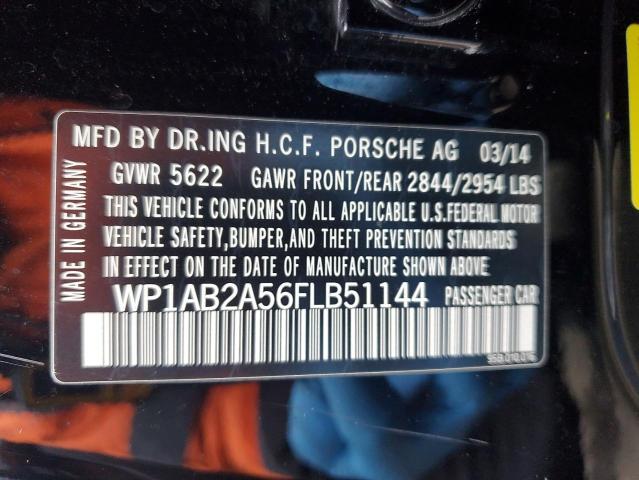 MFD BY DR.ING H.C.F. PORSCHE AG 03/14
GVWR 5622 GAWR FRONT/REAR 2844/2954 LBS
THIS VEHICLE CONFORMS TO ALL APPLICABLE U.S.FEDERAL MOTOR
VEHICLE SAFETY,BUMPER,AND THEFT PREVENTION STANDARDS
IN EFFECT ON THE DATE OF MANUFACTURE SHOWN ABOVE
WP1AB2A56FLB51144 PASSENGER CAR
MADE IN GERMANY